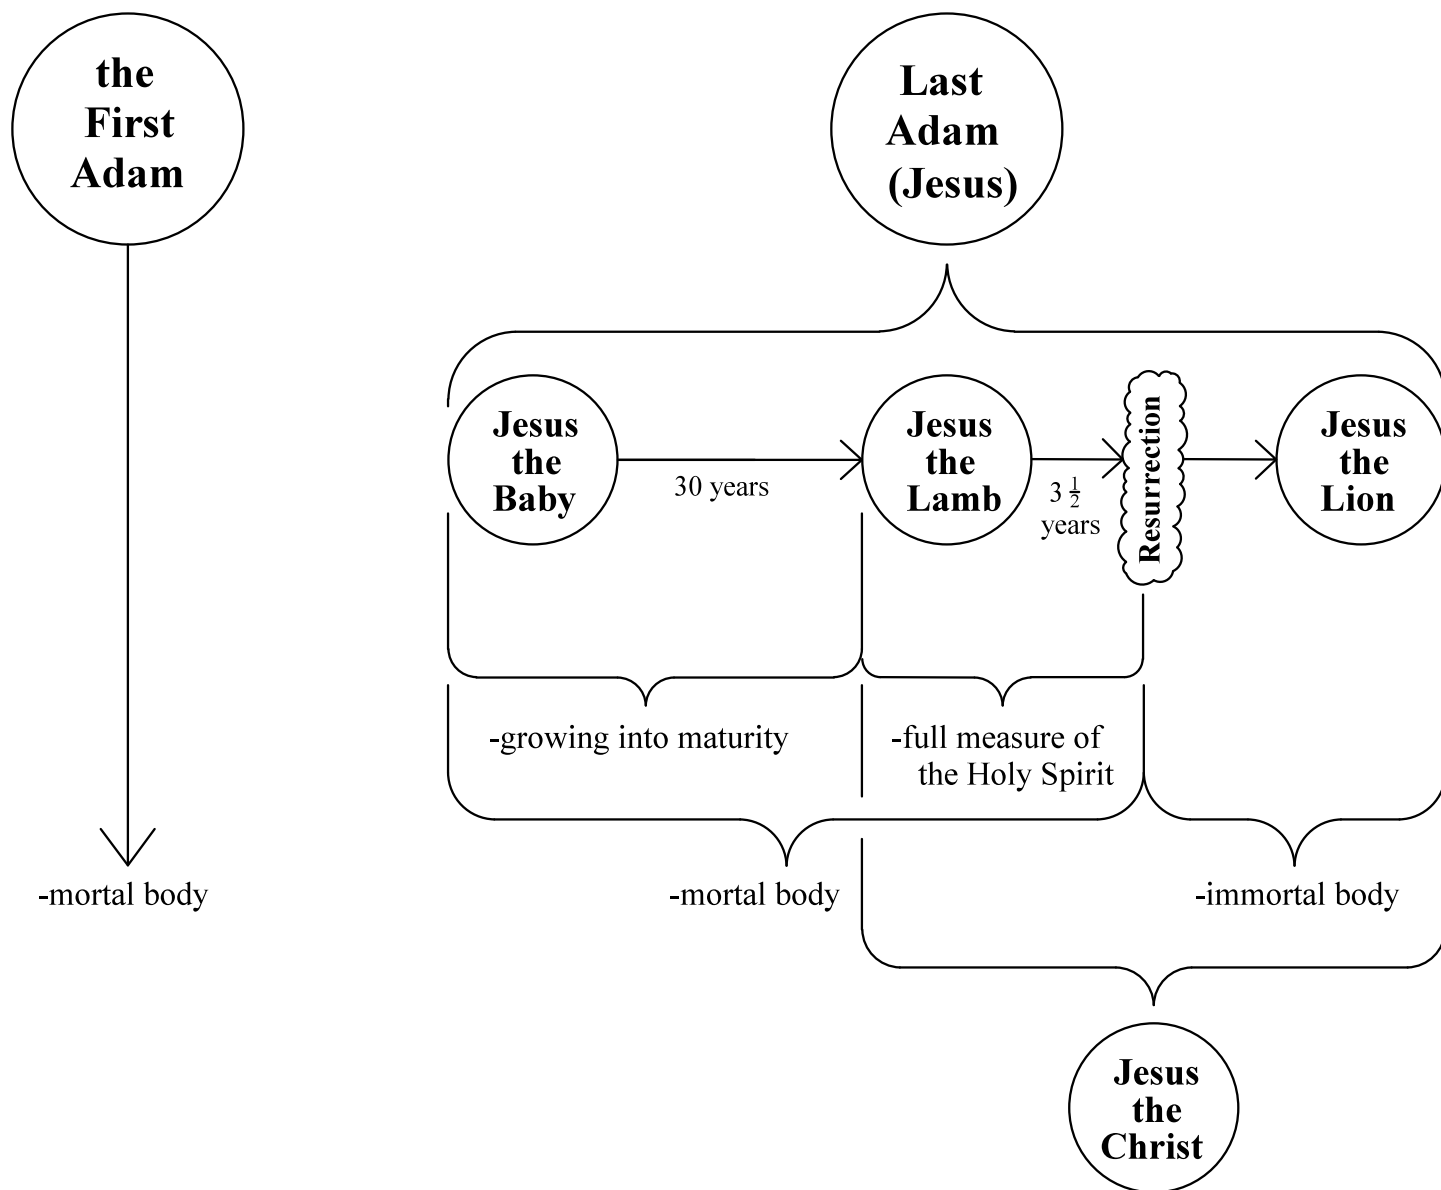 the
First
Adam
Last
Adam
(Jesus)
Jesus
the
Baby
30 years
Jesus
the
Lamb
3 1/2
years
Resurrection
Jesus
the
Lion
-growing into maturity
-full measure of
the Holy Spirit
-mortal body
-mortal body
-immortal body
Jesus
the
Christ